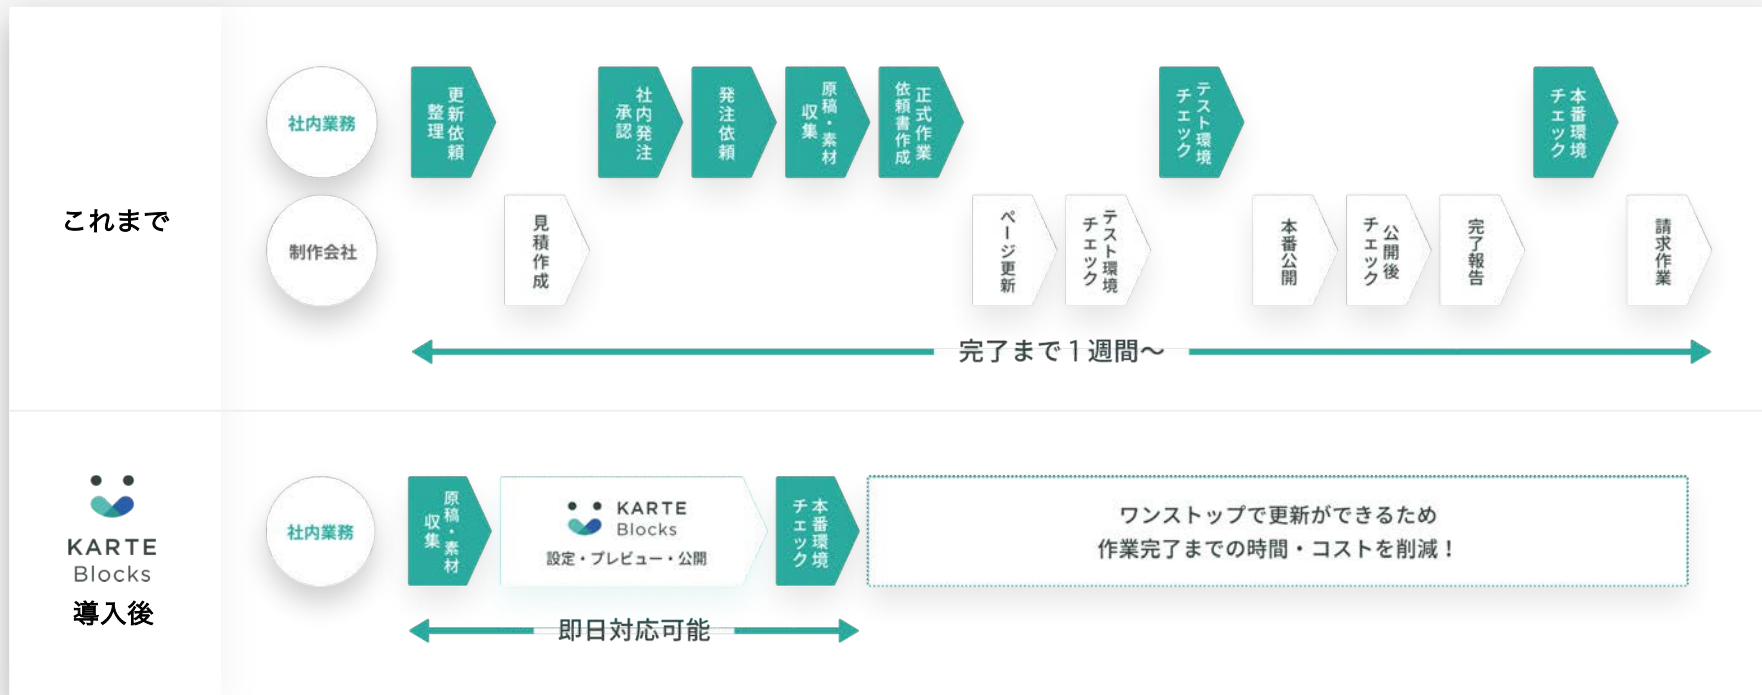 これまで
社内業務
更新依頼
整理
社内発注
承認
発注依頼
原稿・素材
収集
正式作業
依頼書作成
テスト環境
チェック
本番環境
チェック
制作会社
見積作成
ページ更新
テスト環境
チェック
本番公開
公開後
チェック
完了報告
請求作業
完了まで1週間〜
KARTE
Blocks
導入後
社内業務
原稿・素材
収集
KARTE
Blocks
設定・プレビュー・公開
本番環境
チェック
ワンストップで更新ができるため
作業完了までの時間・コストを削減！
即日対応可能